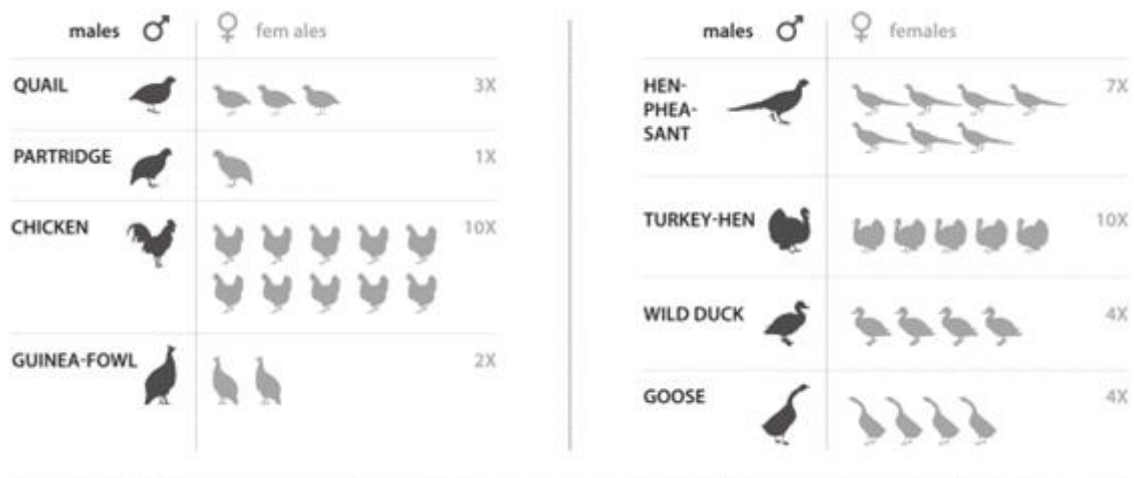 males ♂ ♀ fem ales
QUAIL 3X
PARTRIDGE 1X
CHICKEN 10X
GUINEA-FOWL 2X
males ♂ ♀ females
HEN-
PHEA-
SANT 7X
TURKEY-HEN 10X
WILD DUCK 4X
GOOSE 4X